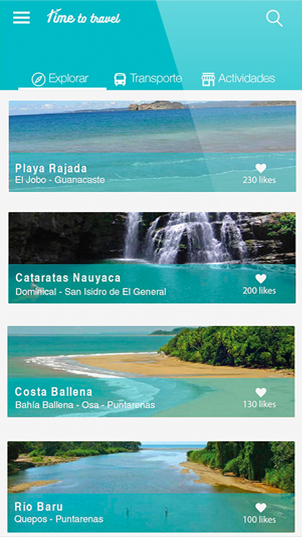 time to travel
Explorar
Transporte
Actividades
Playa Rajada
El Jobo - Guanacaste
230 likes
Cataratas Nauyaca
Dominical - San Isidro de El General
200 likes
Costa Ballena
Bahía Ballena - Osa - Puntarenas
130 likes
Rio Baru
Quepos - Puntarenas
100 likes